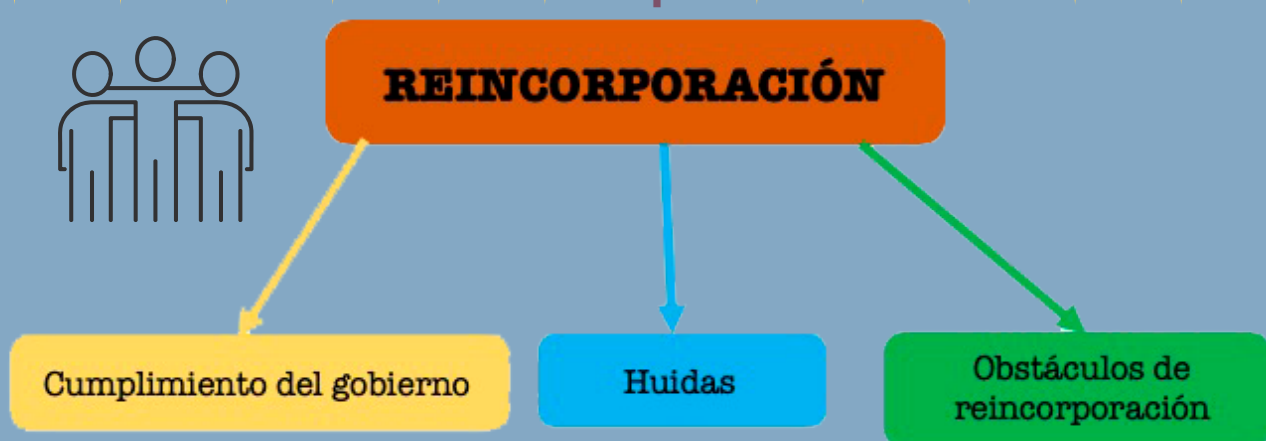 REINCORPORACIÓN
Cumplimiento del gobierno
Huidas
Obstáculos de
reincorporación